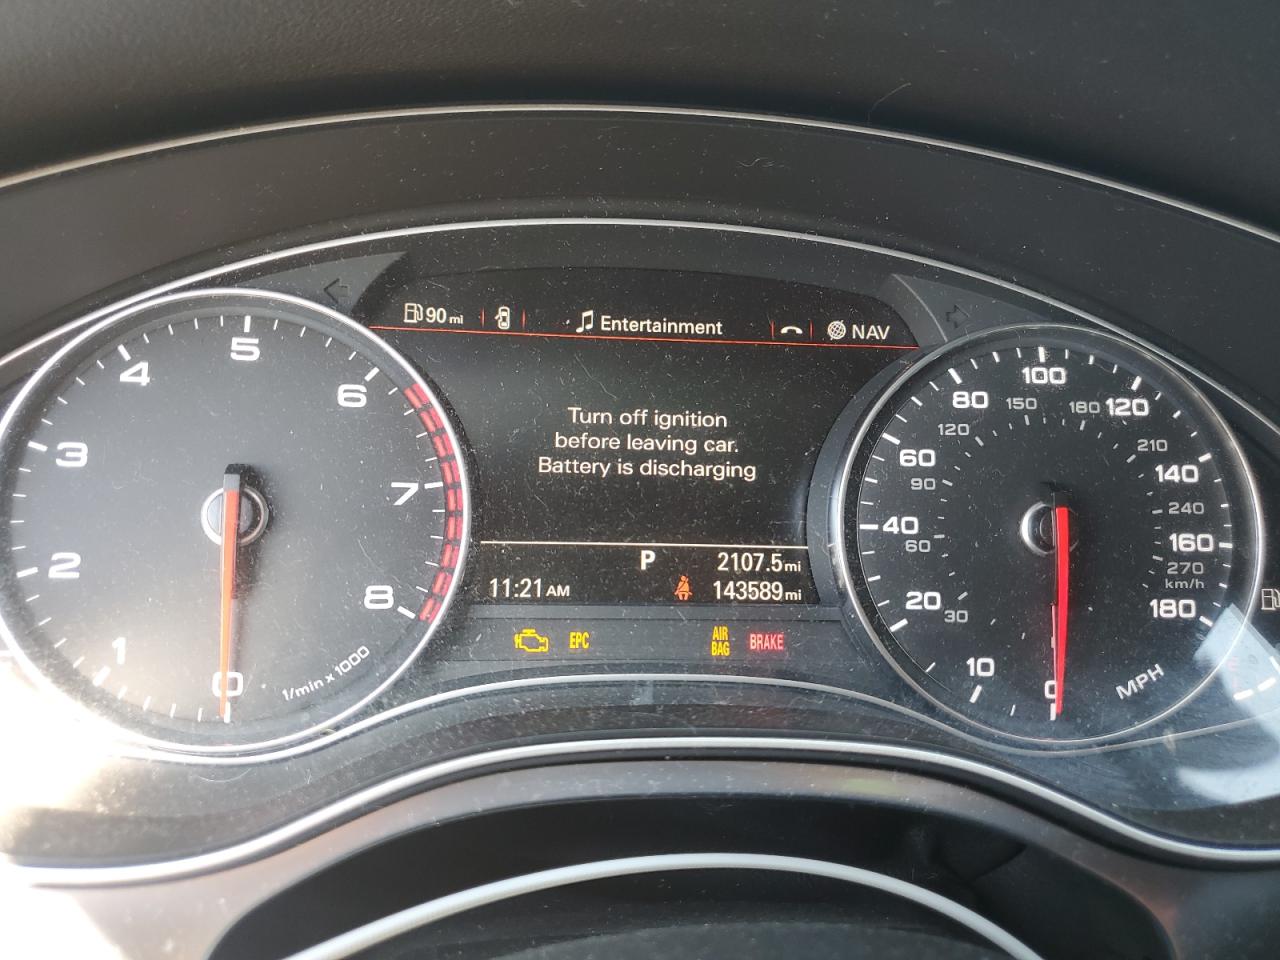 90 mi
Entertainment
NAV
Turn off ignition
before leaving car.
Battery is discharging
P
2107.5 mi
11:21 AM
143589 mi
EPC
AIR
BAG
BRAKE
0
1
2
3
4
5
6
7
8
1/min x 1000
0
10
20
40
60
80
100
120
140
160
180
30
60
90
120
150
180
210
240
270
km/h
MPH